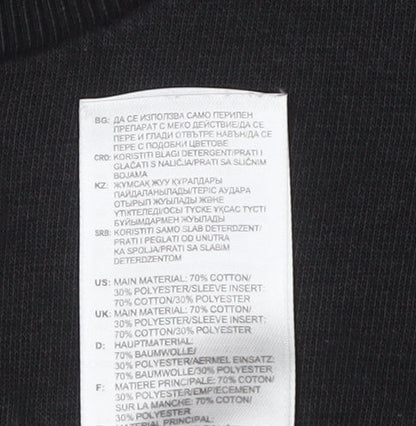 BG: ДА СЕ ИЗПОЛЗВА САМО ПЕРИЛЕН
ПРЕПАРАТ С МЕКО ДЕЙСТВИЕ/ДА СЕ
ПЕРЕ И ГЛАДИ ОТВЪТРЕ НАВЪН/ДА СЕ
ПЕРЕ С ПОДОБНИ ЦВЕТОВЕ
CRO: KORISTITI BLAGI DETERGENT/PRATI I
GLAČATI S NALIČJA/PRATI SA SLIČNIM
BOJAMA
KZ: ЖҰМСАҚ ЖУУ ҚҰРАЛДАРЫ
ПАЙДАЛАНЫЛАДЫ/ТЕРІС АУДАРА
ОТЫРЫП ЖУЫЛАДЫ ЖӘНЕ
ҮТІКТЕЛЕДІ/ОСЫ ТҮСКЕ ҰҚСАС ТҮСТІ
БҰЙЫМДАРМЕН ЖУЫЛАДЫ
SRB: KORISTITI SAMO SLAB DETERDZENT/
PRATI I PEGLATI OD UNUTRA
KA SPOLJA/PRATI SA SLABIM
DETERDZENTOM
US: MAIN MATERIAL: 70% COTTON/
30% POLYESTER/SLEEVE INSERT:
70% COTTON/30% POLYESTER
UK: MAIN MATERIAL: 70% COTTON/
30% POLYESTER/SLEEVE INSERT:
70% COTTON/30% POLYESTER
D: HAUPTMATERIAL:
70% BAUMWOLLE/
30% POLYESTER/AERMEL EINSATZ:
70% BAUMWOLLE/30% POLYESTER
F: MATIERE PRINCIPALE: 70% COTON/
30% POLYESTER/EMPIECEMENT
SUR LA MANCHE: 70% COTON/
30% POLYESTER
MATERIAL PRINCIPAL: